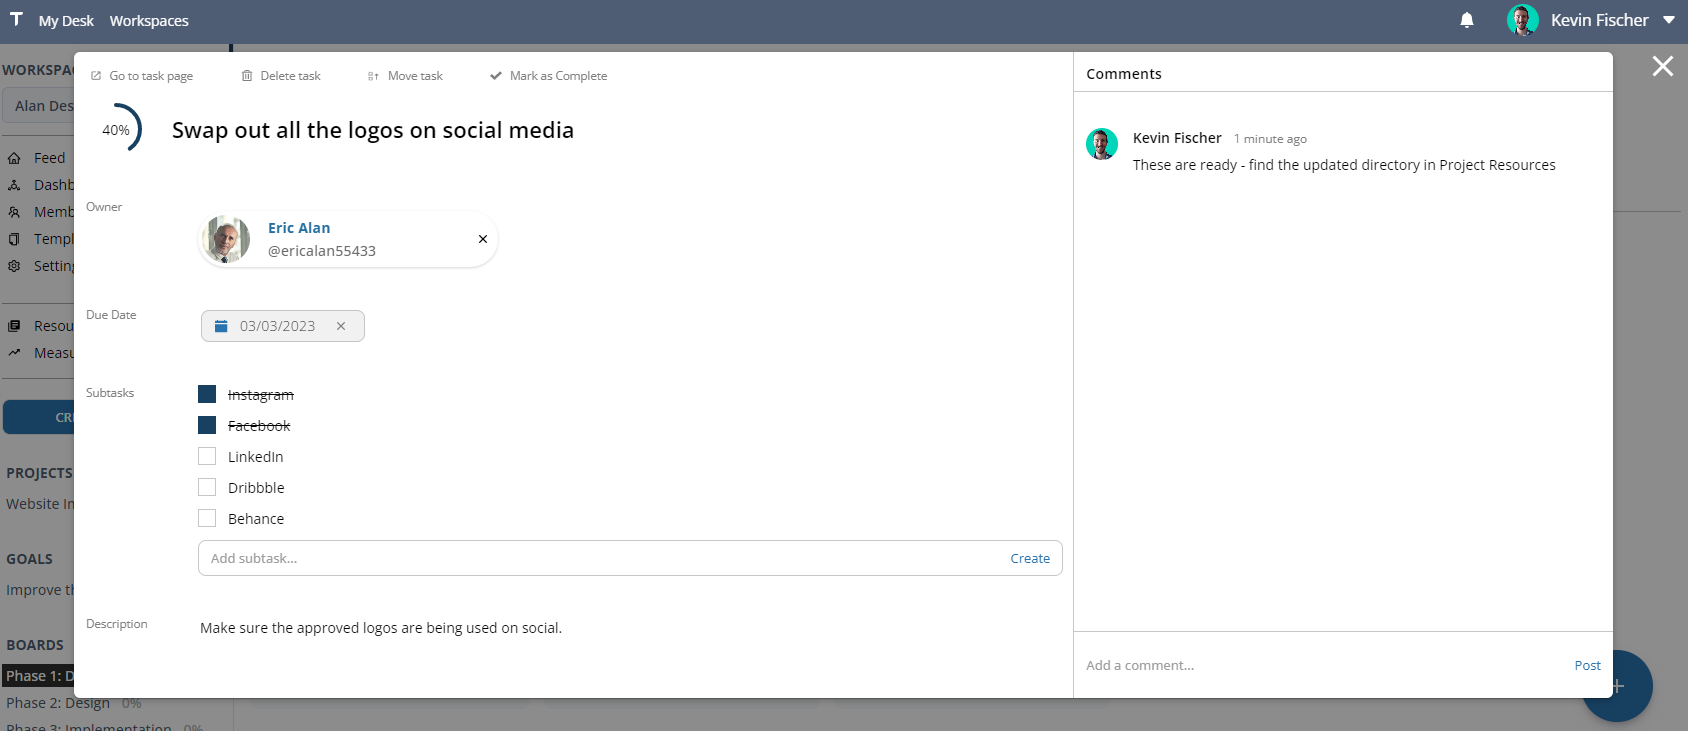 My Desk Workspaces
Kevin Fischer
WORKSPA
Alan Des
Feed
Dashb
Memb
Templ
Settin
Resou
Measu
CR
PROJECTS
Website In
GOALS
Improve th
BOARDS
Phase 1: D
Phase 2: Design 0%
Phase 3: Implementation 0%
Go to task page Delete task Move task Mark as Complete
40%
Swap out all the logos on social media
Owner
Eric Alan
@ericalan55433
Due Date
03/03/2023
Subtasks
Instagram
Facebook
LinkedIn
Dribbble
Behance
Add subtask... Create
Description
Make sure the approved logos are being used on social.
Comments
Kevin Fischer 1 minute ago
These are ready - find the updated directory in Project Resources
Add a comment... Post